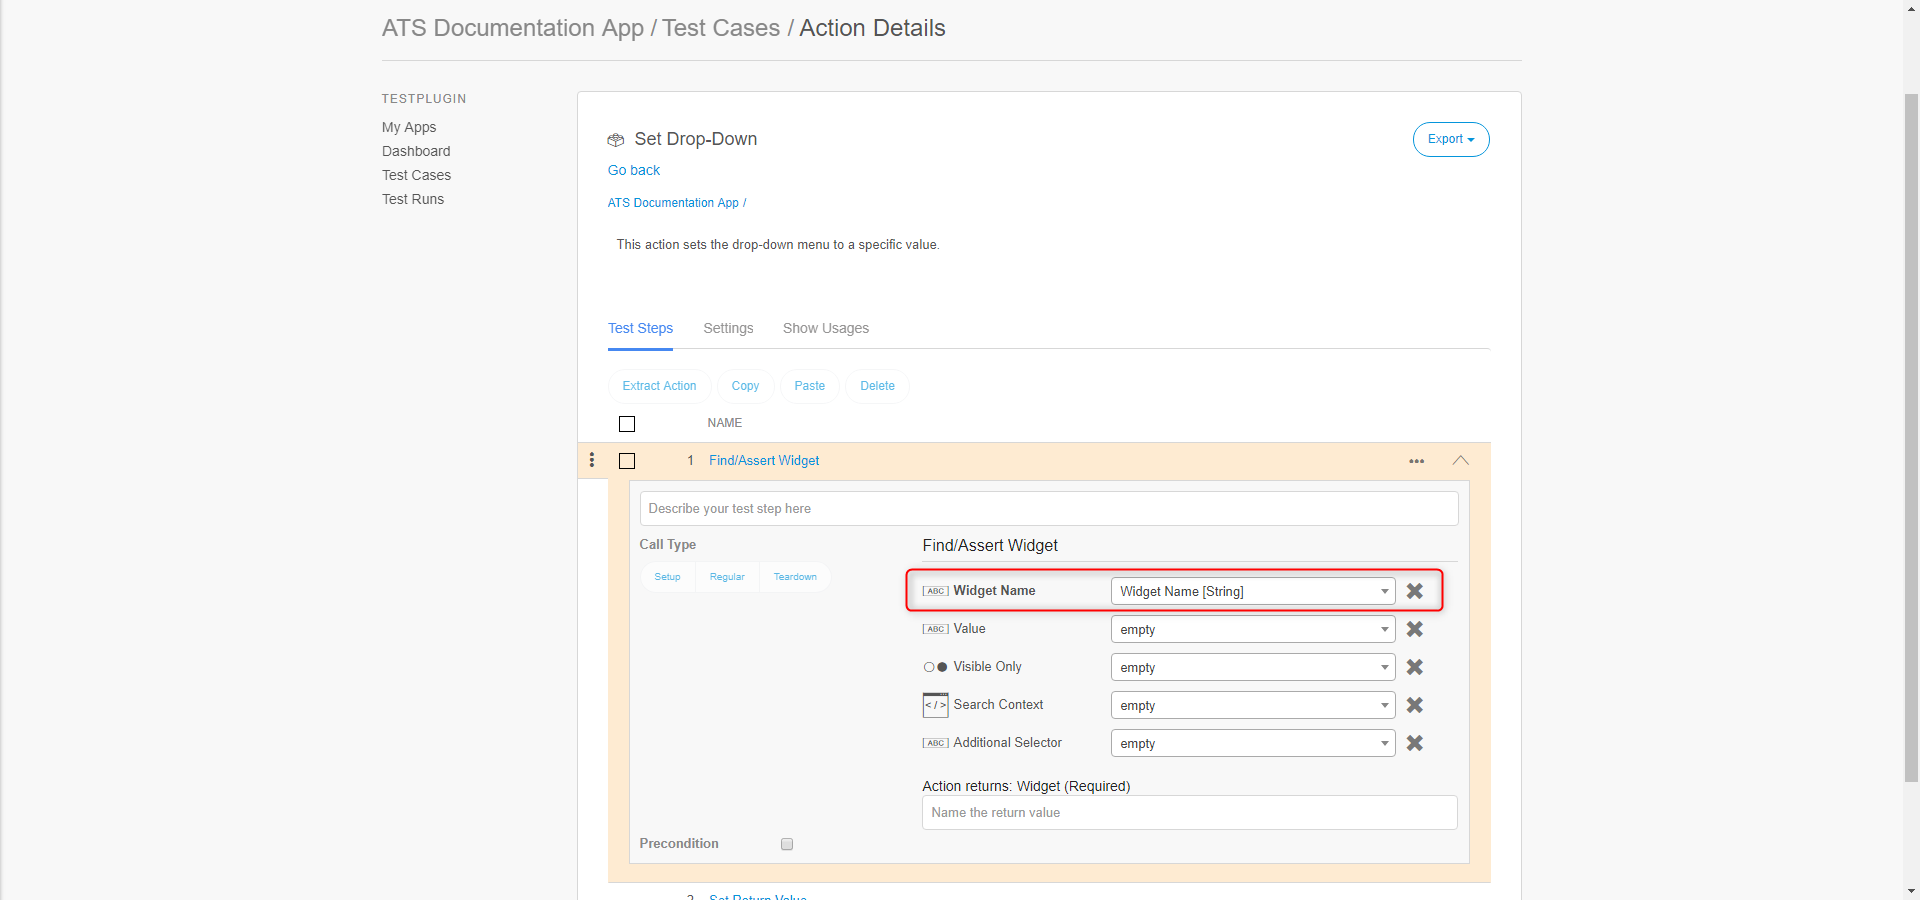 ATS Documentation App / Test Cases / Action Details
TESTPLUGIN
My Apps
Dashboard
Test Cases
Test Runs
Set Drop-Down
Export
Go back
ATS Documentation App /
This action sets the drop-down menu to a specific value.
Test Steps Settings Show Usages
Extract Action Copy Paste Delete
NAME
1 Find/Assert Widget
Describe your test step here
Call Type
Setup Regular Teardown
Find/Assert Widget
ABC Widget Name Widget Name [String]
ABC Value empty
Visible Only empty
</> Search Context empty
ABC Additional Selector empty
Action returns: Widget (Required)
Name the return value
Precondition
2 Set Return Value